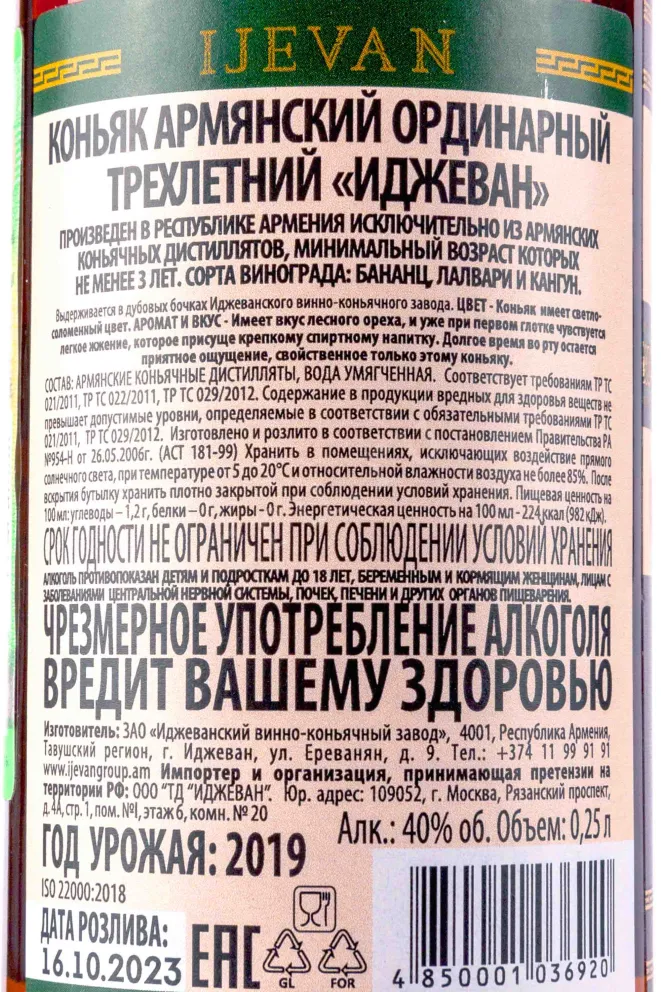 IJEVAN
КОНЬЯК АРМЯНСКИЙ ОРДИНАРНЫЙ
ТРЕХЛЕТНИЙ «ИДЖЕВАН»
ПРОИЗВЕДЕН В РЕСПУБЛИКЕ АРМЕНИЯ ИСКЛЮЧИТЕЛЬНО ИЗ АРМЯНСКИХ
КОНЬЯЧНЫХ ДИСТИЛЛЯТОВ, МИНИМАЛЬНЫЙ ВОЗРАСТ КОТОРЫХ
НЕ МЕНЕЕ 3 ЛЕТ. СОРТА ВИНОГРАДА: БАНАНЦ, ЛАЛВАРИ И КАНГУН.
Выдерживается в дубовых бочках Иджеванского винно-коньячного завода. ЦВЕТ - Коньяк имеет светло-
соломенный цвет. АРОМАТ И ВКУС - Имеет вкус лесного ореха, и уже при первом глотке чувствуется
легкое жжение, которое присуще крепкому спиртному напитку. Долгое время во рту остается
приятное ощущение, свойственное только этому коньяку.
СОСТАВ: АРМЯНСКИЕ КОНЬЯЧНЫЕ ДИСТИЛЛЯТЫ, ВОДА УМЯГЧЕННАЯ. Соответствует требованиям ТР ТС
021/2011, ТР ТС 022/2011, ТР ТС 029/2012. Содержание в продукции вредных для здоровья веществ не
превышает допустимые уровни, определяемые в соответствии с обязательными требованиями ТР ТС
021/2011, ТР ТС 029/2012. Изготовлено и розлито в соответствии с постановлением Правительства РА
№954-Н от 26.05.2006г. (АСТ 181-99) Хранить в помещениях, исключающих воздействие прямого
солнечного света, при температуре от 5 до 20°С и относительной влажности воздуха не более 85%. После
вскрытия бутылку хранить плотно закрытой при соблюдении условий хранения. Пищевая ценность на
100 мл: углеводы – 1,2 г, белки – 0 г, жиры - 0 г. Энергетическая ценность на 100 мл - 224 ккал (982 кДж).
СРОК ГОДНОСТИ НЕ ОГРАНИЧЕН ПРИ СОБЛЮДЕНИИ УСЛОВИЙ ХРАНЕНИЯ
АЛКОГОЛЬ ПРОТИВОПОКАЗАН ДЕТЯМ И ПОДРОСТКАМ ДО 18 ЛЕТ, БЕРЕМЕННЫМ И КОРМЯЩИМ ЖЕНЩИНАМ, ЛИЦАМ С
ЗАБОЛЕВАНИЯМИ ЦЕНТРАЛЬНОЙ НЕРВНОЙ СИСТЕМЫ, ПОЧЕК, ПЕЧЕНИ И ДРУГИХ ОРГАНОВ ПИЩЕВАРЕНИЯ.
ЧРЕЗМЕРНОЕ УПОТРЕБЛЕНИЕ АЛКОГОЛЯ
ВРЕДИТ ВАШЕМУ ЗДОРОВЬЮ
Изготовитель: ЗАО «Иджеванский винно-коньячный завод», 4001, Республика Армения,
Тавушский регион, г. Иджеван, ул. Ереванян, д. 9. Тел.: +374 11 99 91 91
www.ijevangroup.am Импортер и организация, принимающая претензии на
территории РФ: ООО "ТД "ИДЖЕВАН". Юр. адрес: 109052, г. Москва, Рязанский проспект,
д.4А, стр. 1, пом. №I, этаж 6, комн. № 20
Алк.: 40% об. Объем: 0,25 л
ГОД УРОЖАЯ: 2019
ISO 22000:2018
ДАТА РОЗЛИВА:
16.10.2023
EAC
GL
FOR
4 850001 036920